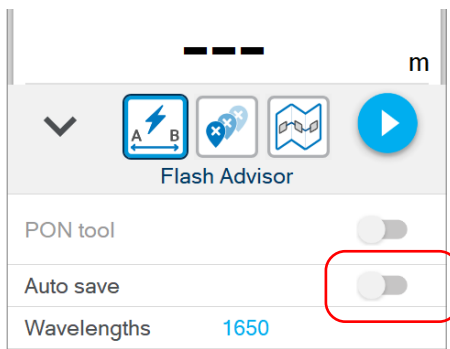 ---
m
A B
Flash Advisor
PON tool
Auto save
Wavelengths 1650